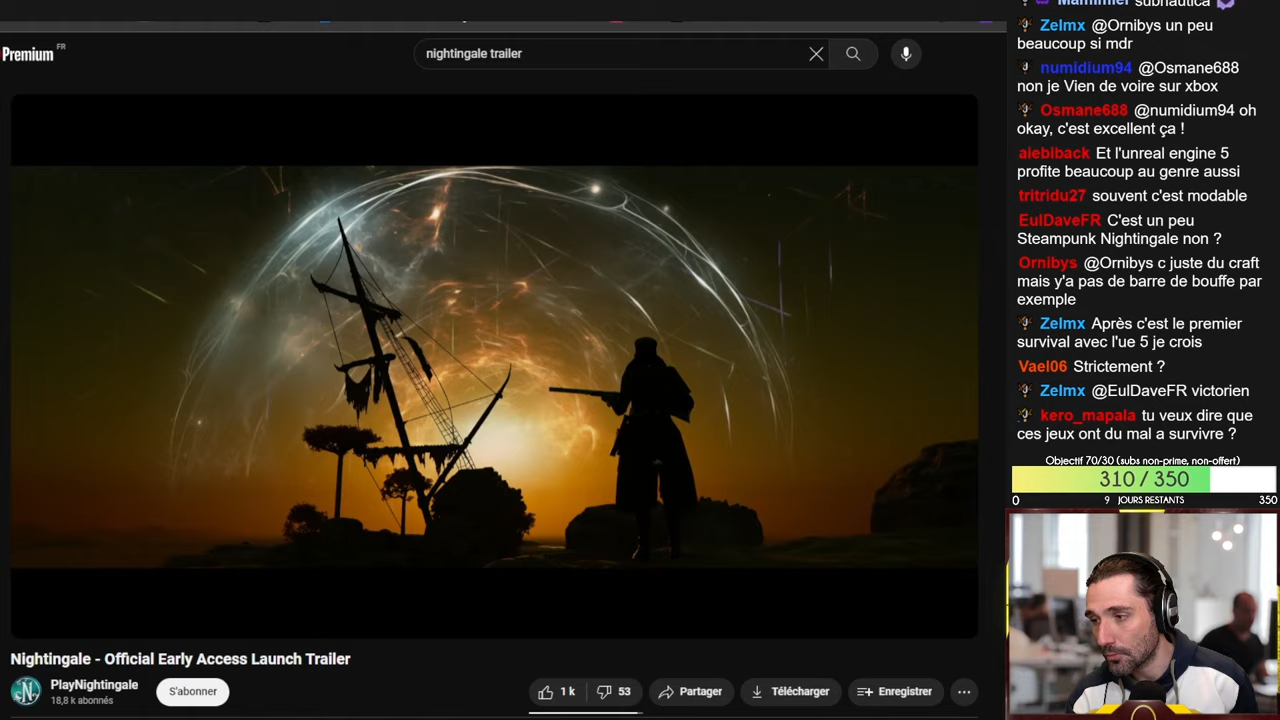 Premium FR
nightingale trailer
Nightingale - Official Early Access Launch Trailer
PlayNightingale
18,8 k abonnés
S'abonner
1 k
53
Partager
Télécharger
Enregistrer
Mamimier subnautica
Zelmx @Ornibys un peu
beaucoup si mdr
numidium94 @Osmane688
non je Vien de voire sur xbox
Osmane688 @numidium94 oh
okay, c'est excellent ça !
alebiback Et l'unreal engine 5
profite beaucoup au genre aussi
tritridu27 souvent c'est modable
EulDaveFR C'est un peu
Steampunk Nightingale non ?
Ornibys @Ornibys c juste du craft
mais y'a pas de barre de bouffe par
exemple
Zelmx Après c'est le premier
survival avec l'ue 5 je crois
Vael06 Strictement ?
Zelmx @EulDaveFR victorien
kero_mapala tu veux dire que
ces jeux ont du mal a survivre ?
Objectif 70/30 (subs non-prime, non-offert)
310 / 350
0 9 JOURS RESTANTS 350